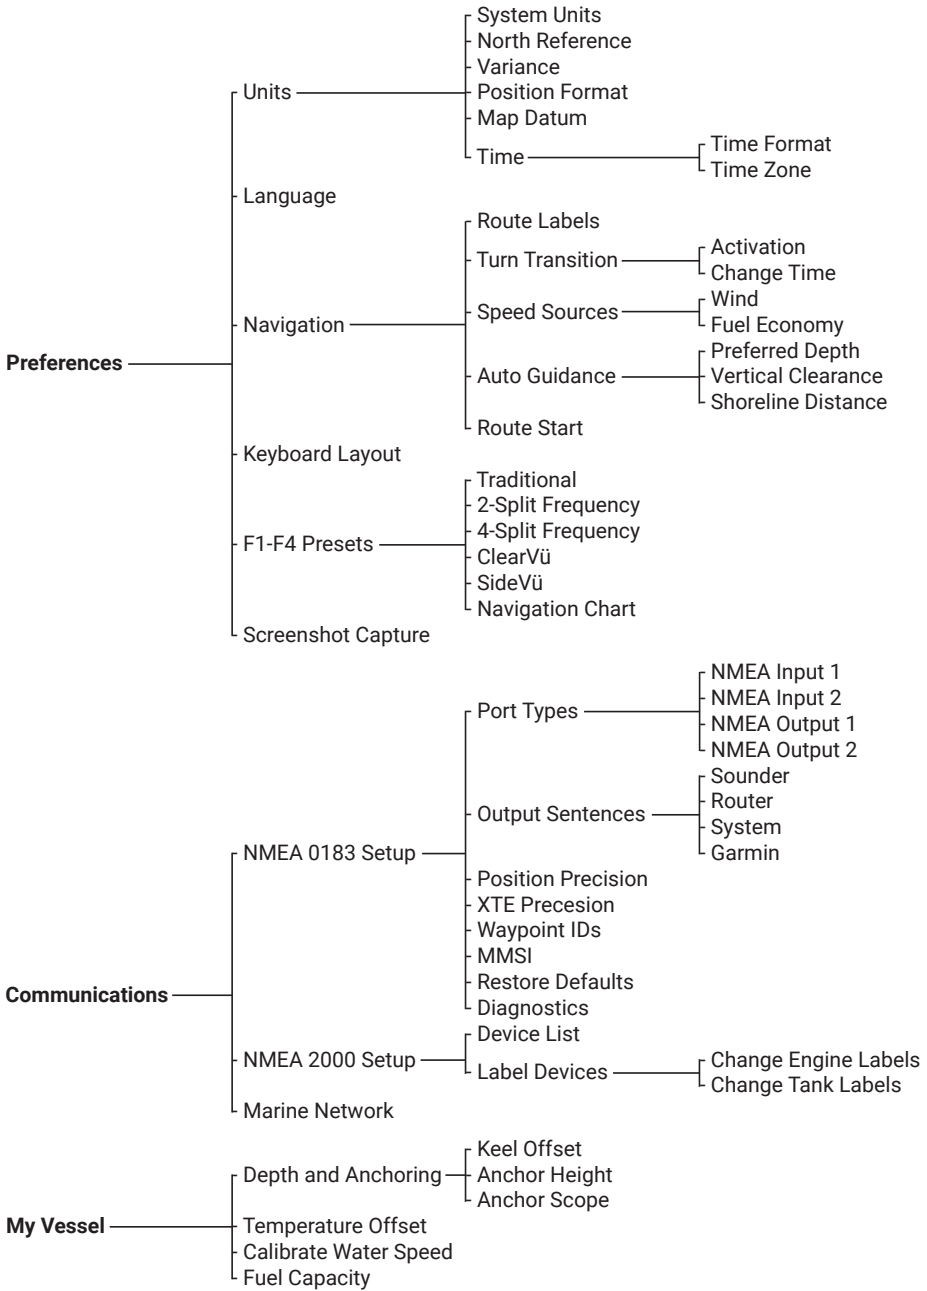 System Units
North Reference
Variance
Units
Position Format
Map Datum
Time
Time Format
Time Zone
Language
Route Labels
Turn Transition
Activation
Change Time
Navigation
Speed Sources
Wind
Fuel Economy
Preferences
Auto Guidance
Preferred Depth
Vertical Clearance
Shoreline Distance
Route Start
Keyboard Layout
Traditional
2-Split Frequency
4-Split Frequency
F1-F4 Presets
ClearVü
SideVü
Navigation Chart
Screenshot Capture
Port Types
NMEA Input 1
NMEA Input 2
NMEA Output 1
NMEA Output 2
Output Sentences
Sounder
Router
System
Garmin
NMEA 0183 Setup
Position Precision
XTE Precesion
Waypoint IDs
MMSI
Restore Defaults
Diagnostics
Communications
NMEA 2000 Setup
Device List
Label Devices
Change Engine Labels
Change Tank Labels
Marine Network
Depth and Anchoring
Keel Offset
Anchor Height
Anchor Scope
My Vessel
Temperature Offset
Calibrate Water Speed
Fuel Capacity